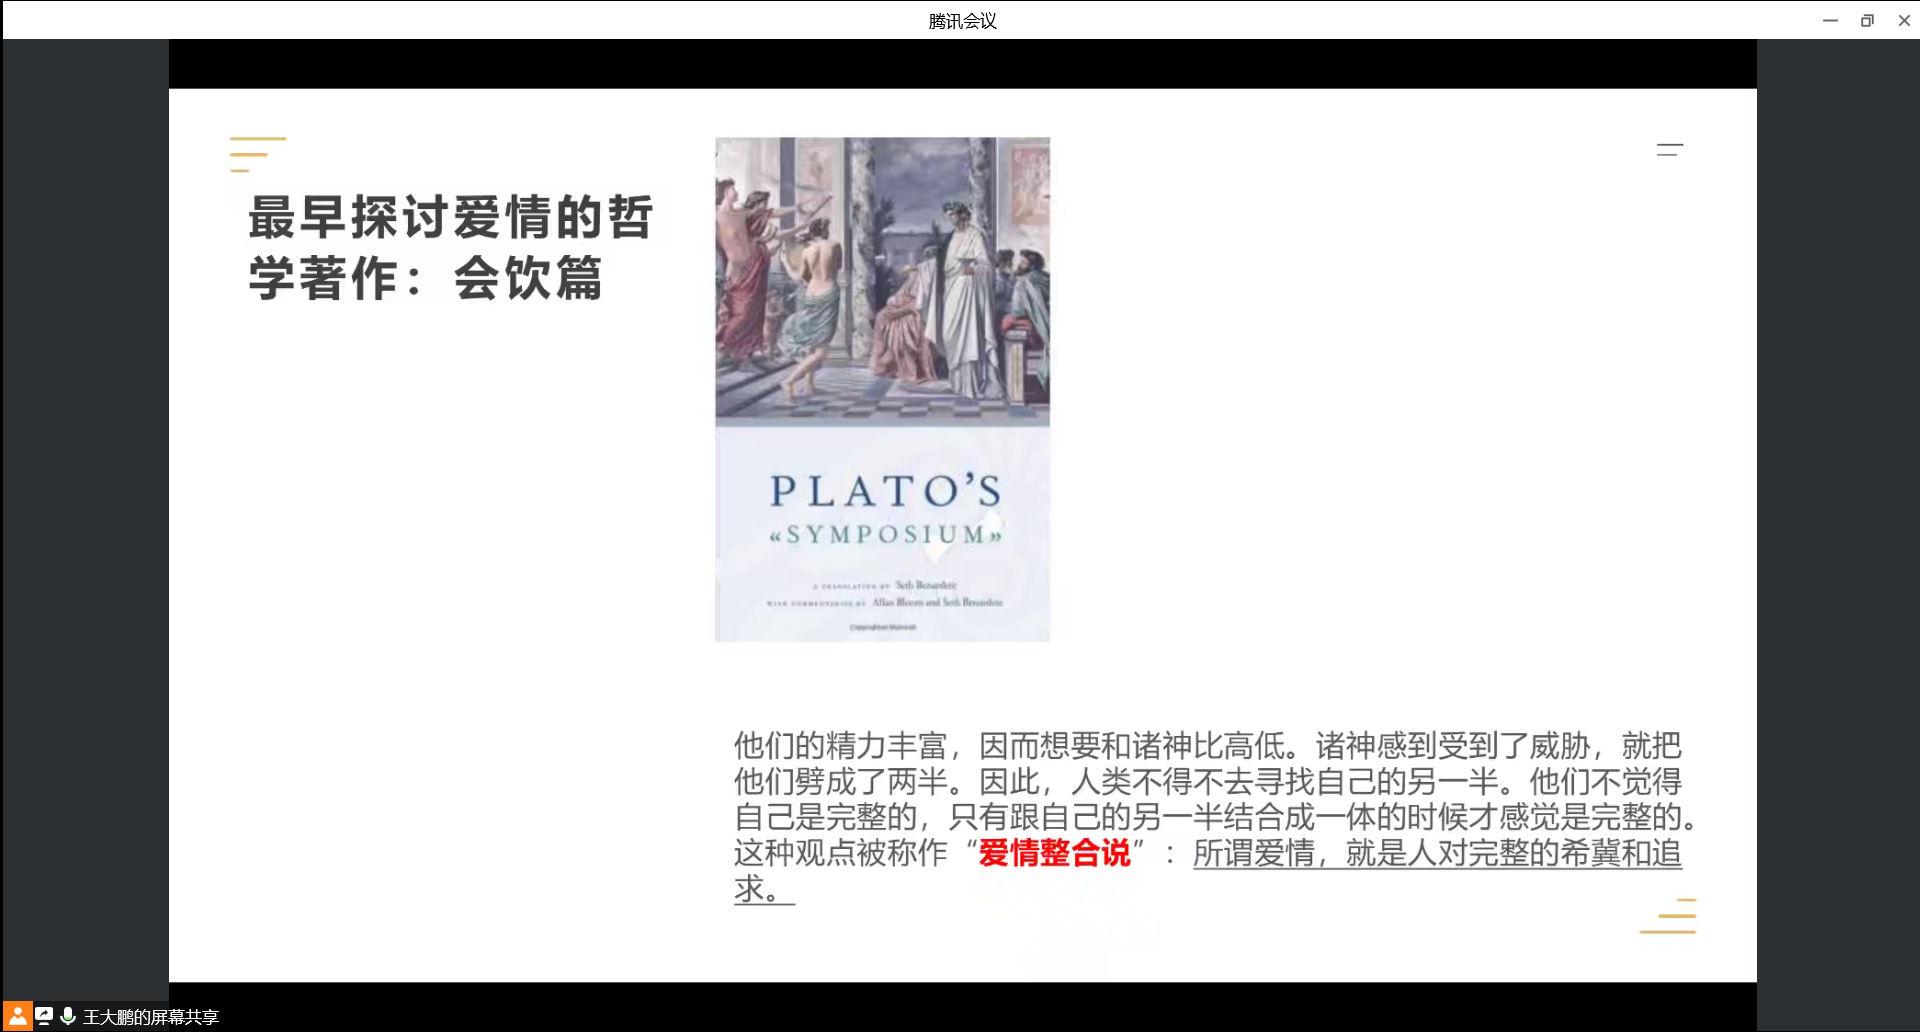 腾讯会议
最早探讨爱情的哲
学著作：会饮篇
PLATO'S
«SYMPOSIUM»
A TRANSLATION BY Seth Benardete
WITH COMMENTARIES BY Allan Bloom and Seth Benardete
Copyrighted Material
他们的精力丰富，因而想要和诸神比高低。诸神感到受到了威胁，就把
他们劈成了两半。因此，人类不得不去寻找自己的另一半。他们不觉得
自己是完整的，只有跟自己的另一半结合成一体的时候才感觉是完整的。
这种观点被称作“爱情整合说”：所谓爱情，就是人对完整的希冀和追
求。
王大鹏的屏幕共享